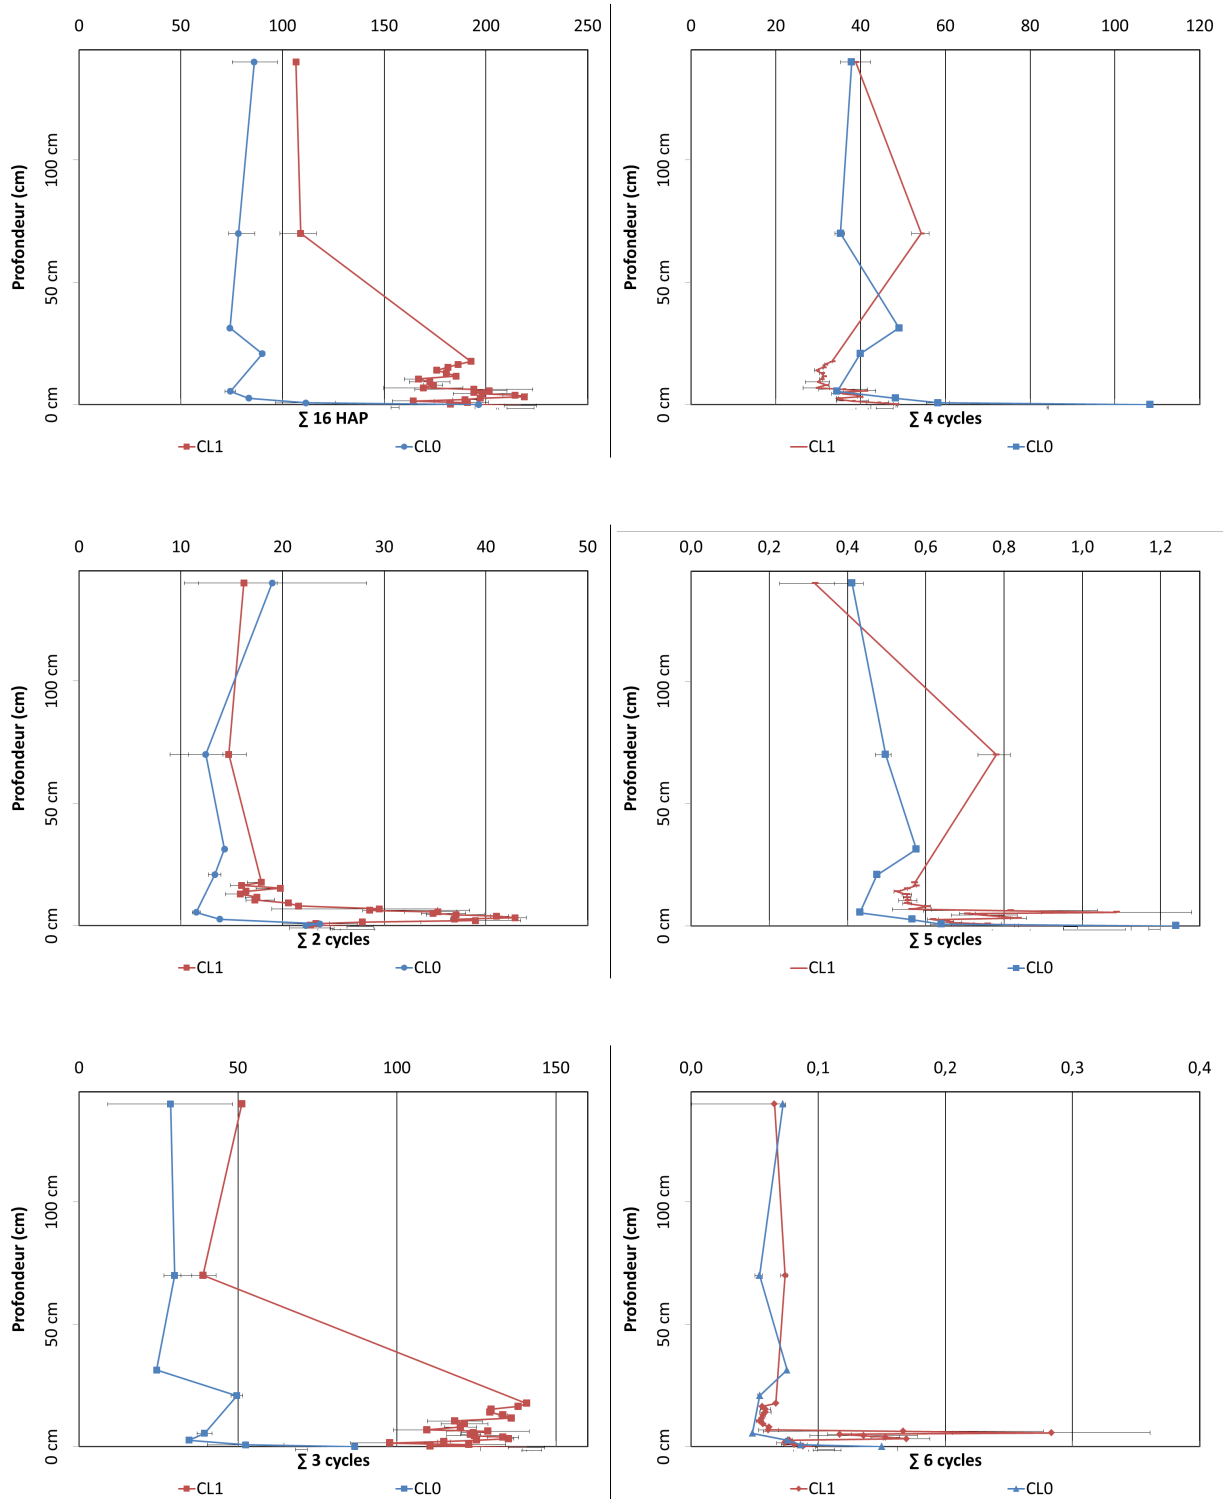 0 50 100 150 200 250
Profondeur (cm)
100 cm
50 cm
0 cm
∑ 16 HAP
CL1 CL0
0 20 40 60 80 100 120
Profondeur (cm)
100 cm
50 cm
0 cm
∑ 4 cycles
CL1 CL0
0 10 20 30 40 50
Profondeur (cm)
100 cm
50 cm
0 cm
∑ 2 cycles
CL1 CL0
0,0 0,2 0,4 0,6 0,8 1,0 1,2
Profondeur (cm)
100 cm
50 cm
0 cm
∑ 5 cycles
CL1 CL0
0 50 100 150
Profondeur (cm)
100 cm
50 cm
0 cm
∑ 3 cycles
CL1 CL0
0,0 0,1 0,2 0,3 0,4
Profondeur (cm)
100 cm
50 cm
0 cm
∑ 6 cycles
CL1 CL0